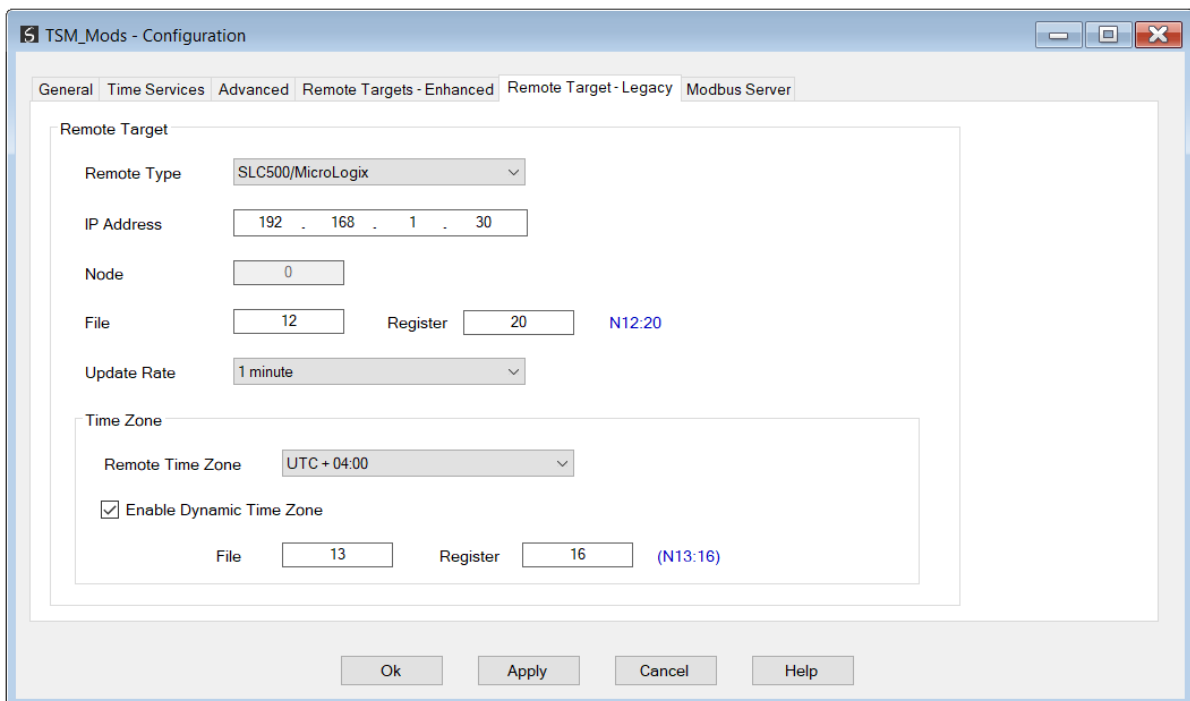 TSM_Mods - Configuration
General Time Services Advanced Remote Targets - Enhanced Remote Target - Legacy Modbus Server
Remote Target
Remote Type SLC500/MicroLogix
IP Address 192 . 168 . 1 . 30
Node 0
File 12 Register 20 N12:20
Update Rate 1 minute
Time Zone
Remote Time Zone UTC + 04:00
Enable Dynamic Time Zone
File 13 Register 16 (N13:16)
Ok Apply Cancel Help